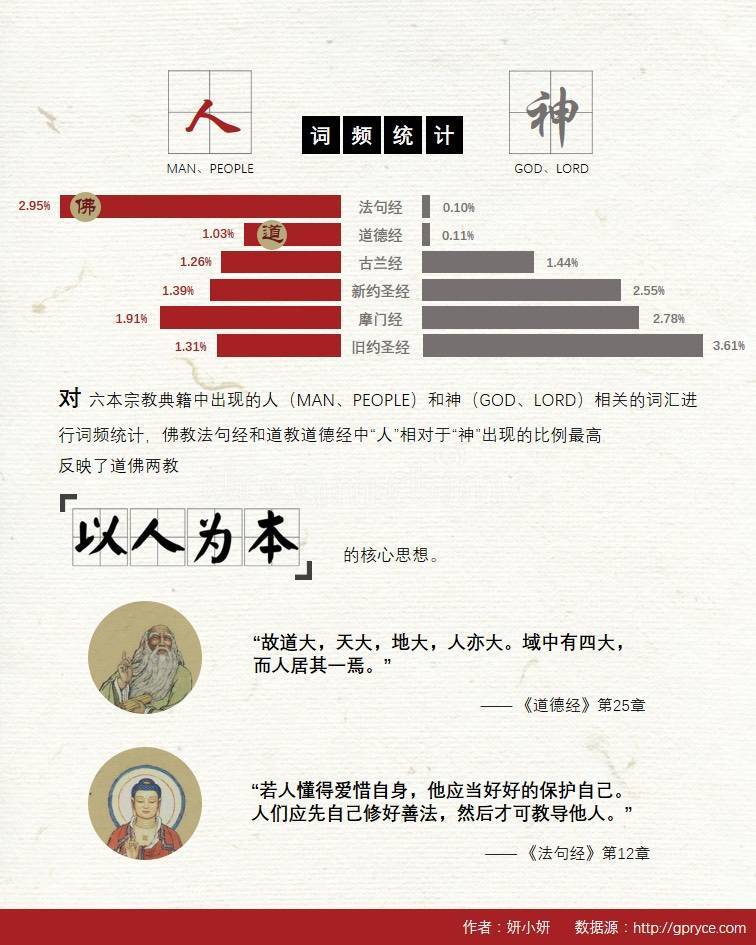 人
神
词频统计
MAN、PEOPLE
GOD、LORD
2.95% 佛 法句经 0.10%
1.03% 道 道德经 0.11%
1.26% 古兰经 1.44%
1.39% 新约圣经 2.55%
1.91% 摩门经 2.78%
1.31% 旧约圣经 3.61%
对 六本宗教典籍中出现的人（MAN、PEOPLE）和神（GOD、LORD）相关的词汇进
行词频统计，佛教法句经和道教道德经中“人”相对于“神”出现的比例最高
反映了道佛两教
以人为本 的核心思想。
“故道大，天大，地大，人亦大。域中有四大，
而人居其一焉。”
—— 《道德经》第25章
“若人懂得爱惜自身，他应当好好的保护自己。
人们应先自己修好善法，然后才可教导他人。”
—— 《法句经》第12章
作者：妍小妍 数据源：http://gpryce.com